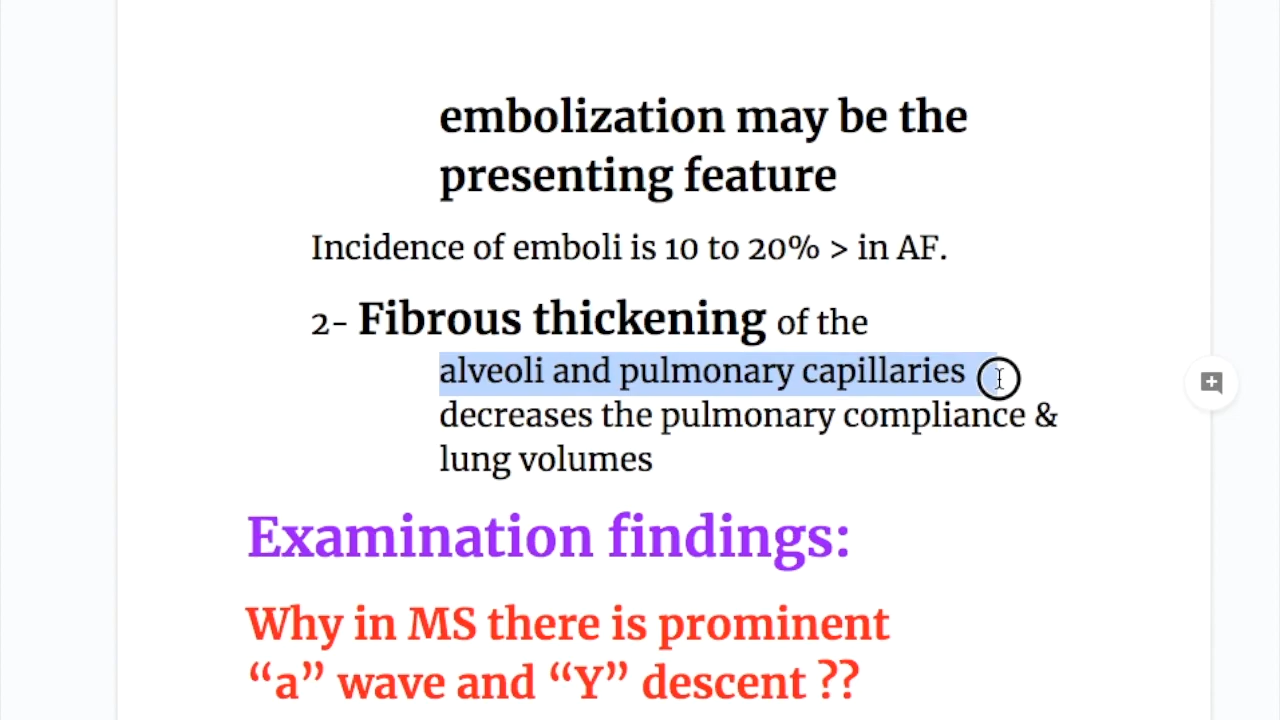 embolization may be the
presenting feature
Incidence of emboli is 10 to 20% > in AF.
2- Fibrous thickening of the
alveoli and pulmonary capillaries
decreases the pulmonary compliance &
lung volumes
Examination findings:
Why in MS there is prominent
“a” wave and “Y” descent ??